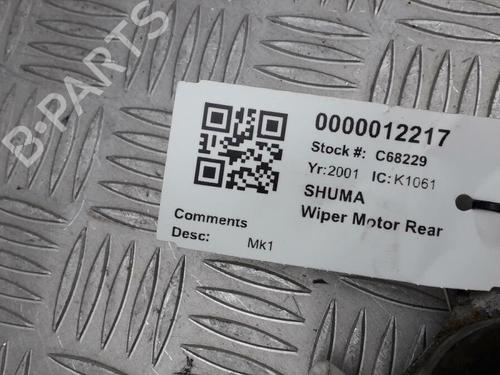 B-PARTS
0000012217
Stock #: C68229
Yr:2001 IC:K1061
SHUMA
Wiper Motor Rear
Comments
Desc: Mk1